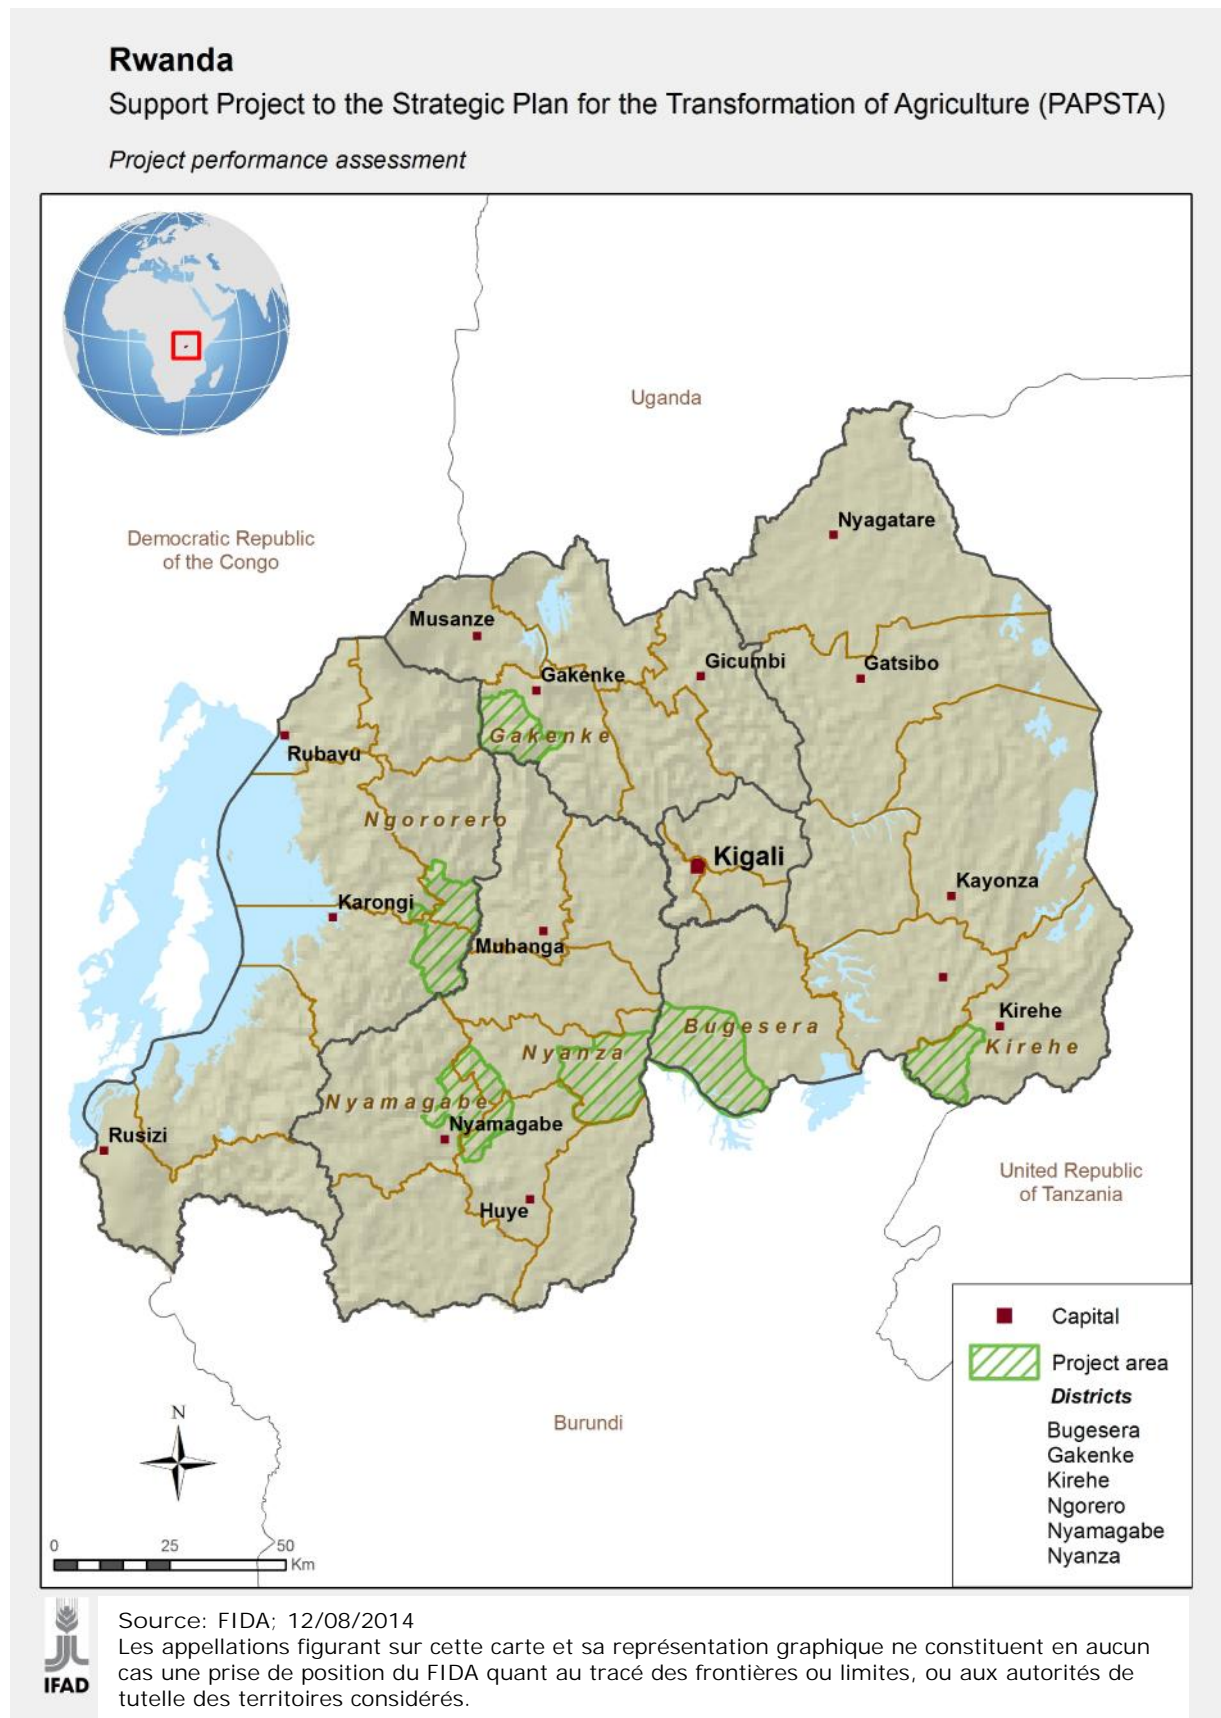 Rwanda
Support Project to the Strategic Plan for the Transformation of Agriculture (PAPSTA)
Project performance assessment
Uganda
Democratic Republic
of the Congo
Nyagatare
Musanze
Gicumbi
Gatsibo
Gakenke
Gakenke
Rubavu
Ngororero
Kigali
Kayonza
Karongi
Muhanga
Kirehe
Bugesera
Kirehe
Nyanza
Nyamagabe
Nyamagabe
Rusizi
United Republic
of Tanzania
Huye
Burundi
Capital
Project area
Districts
Bugesera
Gakenke
Kirehe
Ngorero
Nyamagabe
Nyanza
N
0 25 50
Km
IFAD
Source: FIDA; 12/08/2014
Les appellations figurant sur cette carte et sa représentation graphique ne constituent en aucun
cas une prise de position du FIDA quant au tracé des frontières ou limites, ou aux autorités de
tutelle des territoires considérés.